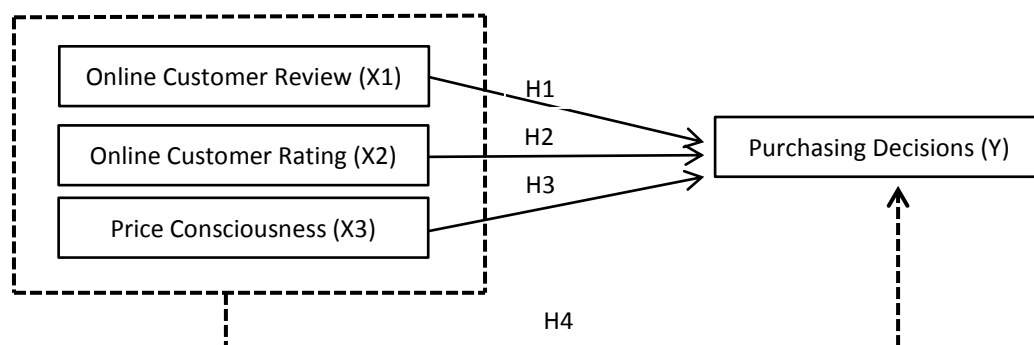 Online Customer Review (X1)
H1
H2
Online Customer Rating (X2)
Purchasing Decisions (Y)
H3
Price Consciousness (X3)
H4